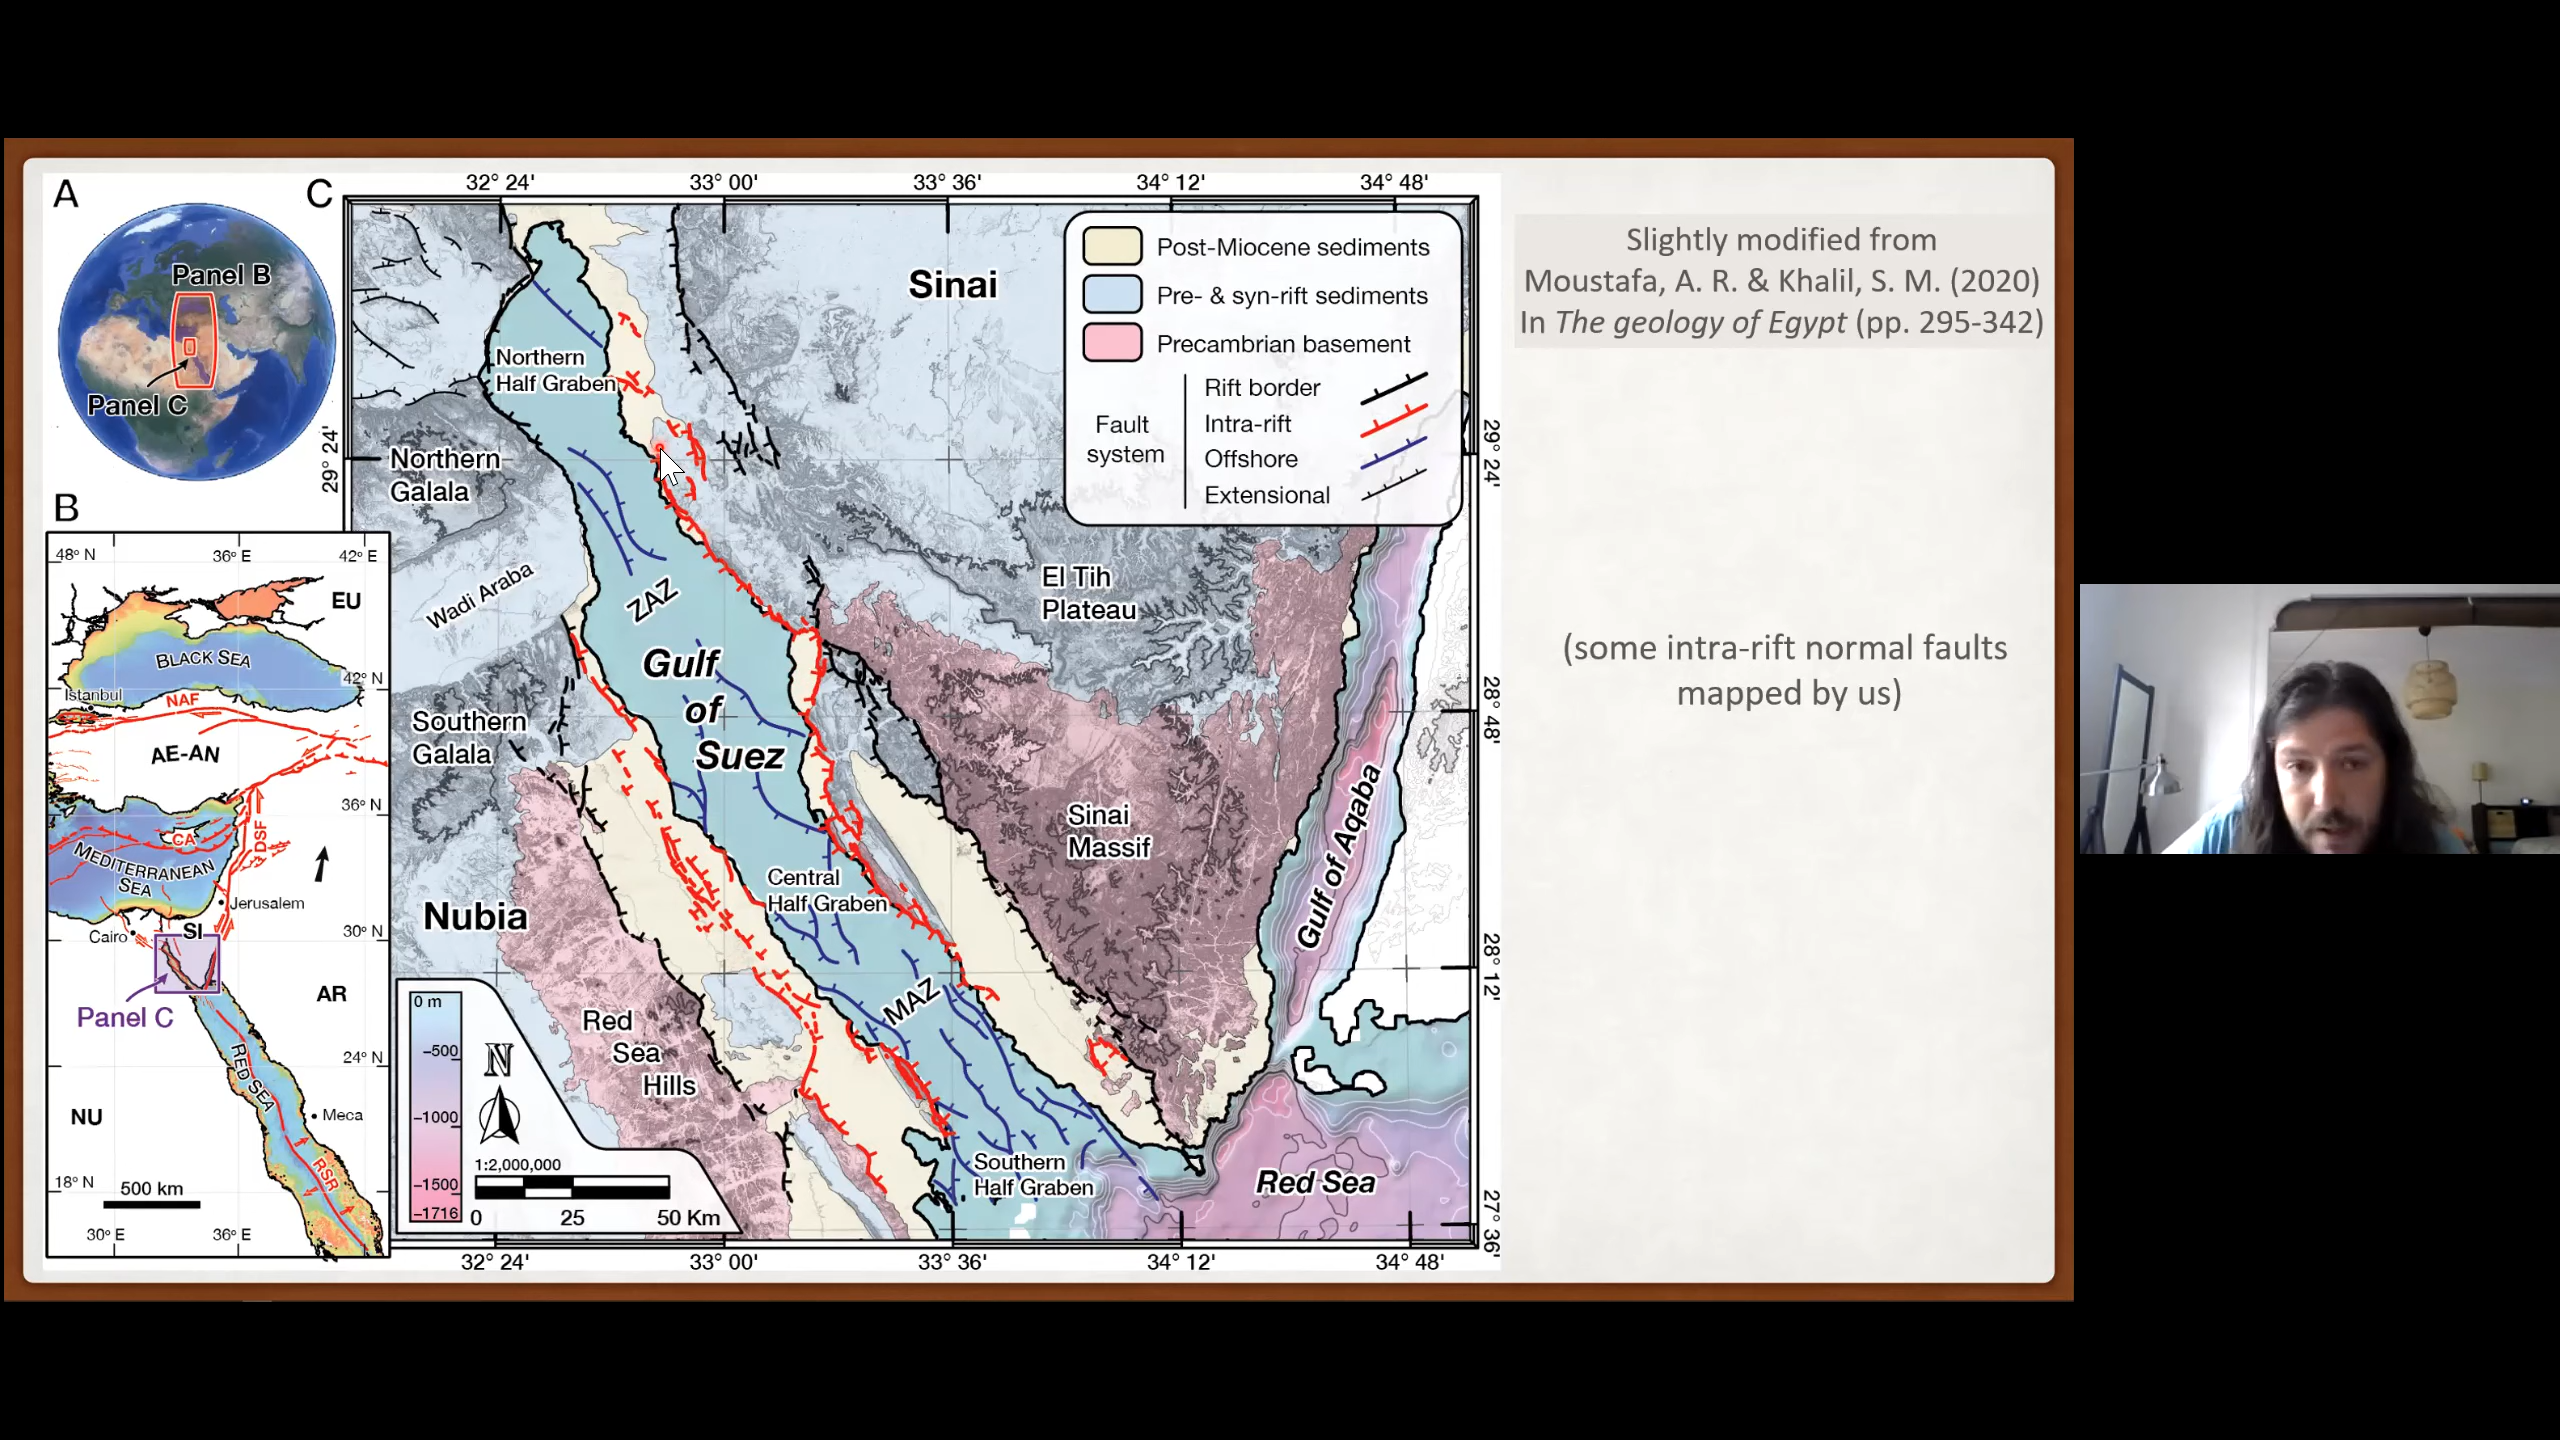 A
Panel B
Panel C
B
48° N
36° E
42° E
EU
BLACK SEA
42° N
Istanbul
NAF
AE-AN
36° N
CA
DSF
MEDITERRANEAN
SEA
Jerusalem
Cairo
SI
30° N
AR
Panel C
RED SEA
24° N
NU
Meca
RSR
18° N
500 km
30° E
36° E
C
32° 24'
33° 00'
33° 36'
34° 12'
34° 48'
29° 24'
Sinai
Northern
Half Graben
Northern
Galala
Wadi Araba
ZAZ
El Tih
Plateau
Gulf
of
Suez
Southern
Galala
Sinai
Massif
Gulf of Aqaba
Central
Half Graben
Nubia
MAZ
Red
Sea
Hills
Southern
Half Graben
Red Sea
Post-Miocene sediments
Pre- & syn-rift sediments
Precambrian basement
Fault
system
Rift border
Intra-rift
Offshore
Extensional
29° 24'
28° 48'
28° 12'
27° 36'
0 m
−500
−1000
−1500
−1716
N
1:2,000,000
0
25
50 Km
32° 24'
33° 00'
33° 36'
34° 12'
34° 48'
Slightly modified from
Moustafa, A. R. & Khalil, S. M. (2020)
In The geology of Egypt (pp. 295-342)
(some intra-rift normal faults
mapped by us)